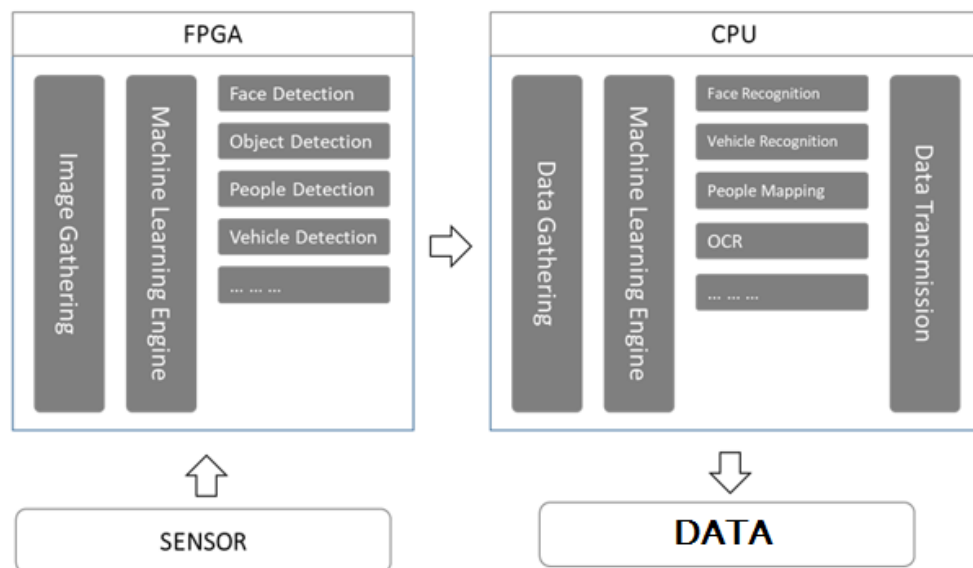 FPGA
Image Gathering
Machine Learning Engine
Face Detection
Object Detection
People Detection
Vehicle Detection
... ... ...
CPU
Data Gathering
Machine Learning Engine
Face Recognition
Vehicle Recognition
People Mapping
OCR
... ... ...
Data Transmission
SENSOR
DATA